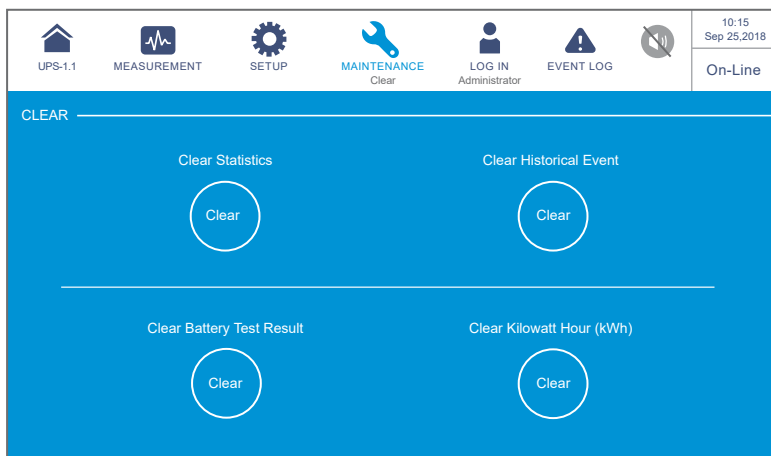 10:15
Sep 25,2018
UPS-1.1
MEASUREMENT
SETUP
MAINTENANCE
Clear
LOG IN
Administrator
EVENT LOG
On-Line
CLEAR
Clear Statistics
Clear Historical Event
Clear
Clear
Clear Battery Test Result
Clear Kilowatt Hour (kWh)
Clear
Clear